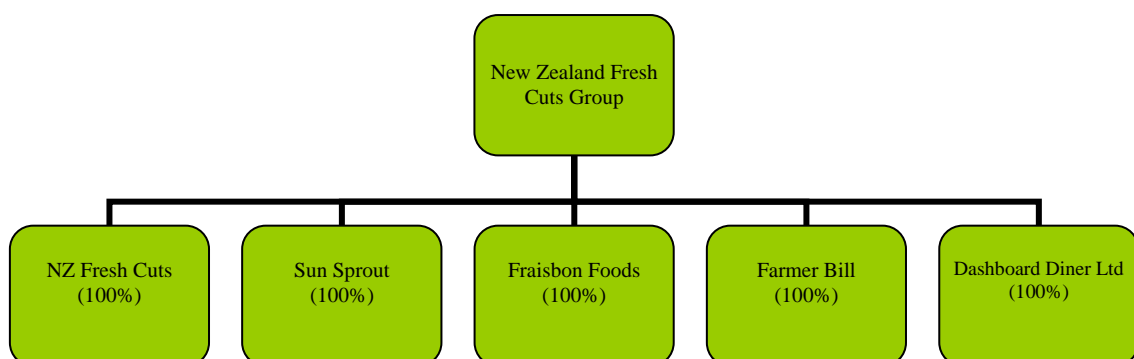 New Zealand Fresh
Cuts Group
NZ Fresh Cuts
(100%)
Sun Sprout
(100%)
Fraisbon Foods
(100%)
Farmer Bill
(100%)
Dashboard Diner Ltd
(100%)